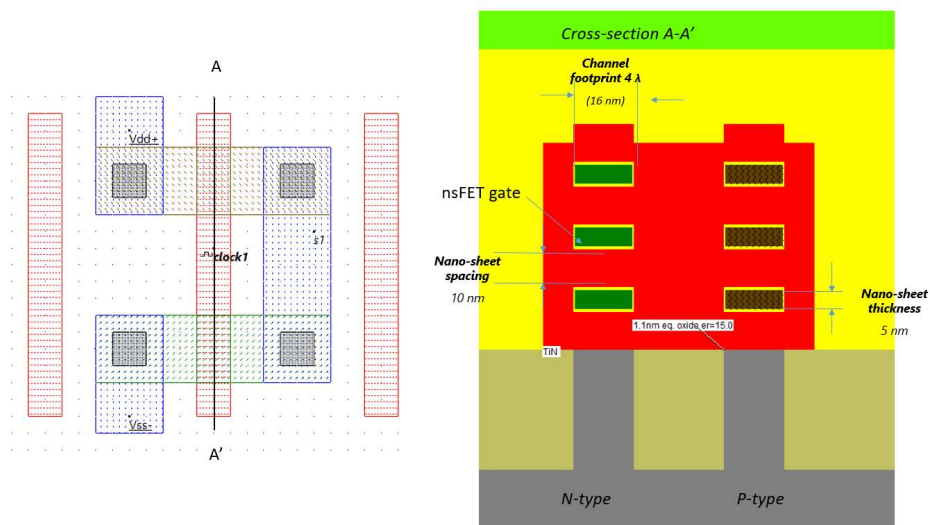 A
Vdd+
s1
clock1
Vss-
A’
Cross-section A-A’
Channel
footprint 4 λ
(16 nm)
nsFET gate
Nano-sheet
spacing
10 nm
Nano-sheet
thickness
5 nm
1.1nm eq. oxide er=15.0
TiN
N-type
P-type